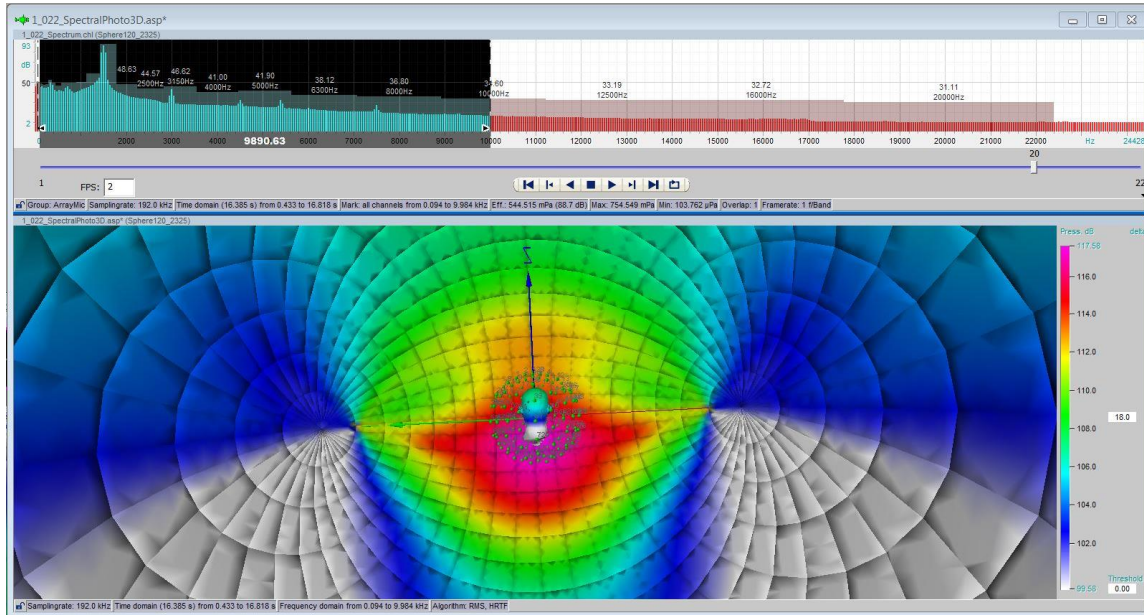 1_022_SpectralPhoto3D.asp*
1_022_Spectrum.chl (Sphere120_2325)
93
dB
50
2
48.63
44.57
2500Hz
46.62
3150Hz
41.00
4000Hz
41.90
5000Hz
38.12
6300Hz
36.80
8000Hz
34.60
10000Hz
33.19
12500Hz
32.72
16000Hz
31.11
20000Hz
2000 3000 4000 5000 6000 7000 8000 9000 10000 11000 12000 13000 14000 15000 16000 17000 18000 19000 20000 21000 22000 Hz 24428
9890.63
20
1 FPS: 2 22
Group: ArrayMic Samplingrate: 192.0 kHz Time domain (16.385 s) from 0.433 to 16.818 s Mark: all channels from 0.094 to 9.984 kHz Eff.: 544.515 mPa (88.7 dB) Max: 754.549 mPa Min: 103.762 µPa Overlap: 1 Framerate: 1 f/Band
1_022_SpectralPhoto3D.asp* (Sphere120_2325)
Press. dB delta
117.58
116.0
114.0
112.0
110.0
108.0
106.0
104.0
102.0
99.58
18.0
Threshold
0.00
Z
Samplingrate: 192.0 kHz Time domain (16.385 s) from 0.433 to 16.818 s Frequency domain from 0.094 to 9.984 kHz Algorithm: RMS, HRTF